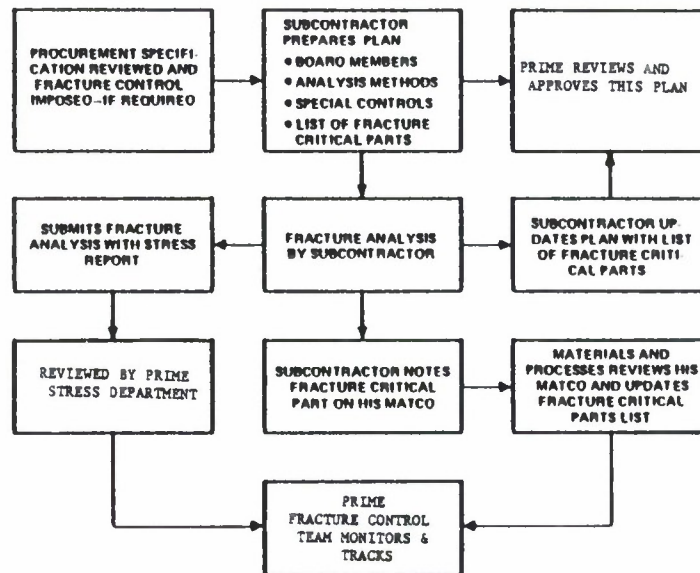 PROCUREMENT SPECIFI-
CATION REVIEWED AND
FRACTURE CONTROL
IMPOSED—IF REQUIRED
SUBCONTRACTOR
PREPARES PLAN
• BOARD MEMBERS
• ANALYSIS METHODS
• SPECIAL CONTROLS
• LIST OF FRACTURE
CRITICAL PARTS
PRIME REVIEWS AND
APPROVES THIS PLAN
SUBMITS FRACTURE
ANALYSIS WITH STRESS
REPORT
FRACTURE ANALYSIS
BY SUBCONTRACTOR
SUBCONTRACTOR UP-
DATES PLAN WITH LIST
OF FRACTURE CRITI-
CAL PARTS
REVIEWED BY PRIME
STRESS DEPARTMENT
SUBCONTRACTOR NOTES
FRACTURE CRITICAL
PART ON HIS MATCO
MATERIALS AND
PROCESSES REVIEWS HIS
MATCO AND UPDATES
FRACTURE CRITICAL
PARTS LIST
PRIME
FRACTURE CONTROL
TEAM MONITORS &
TRACKS